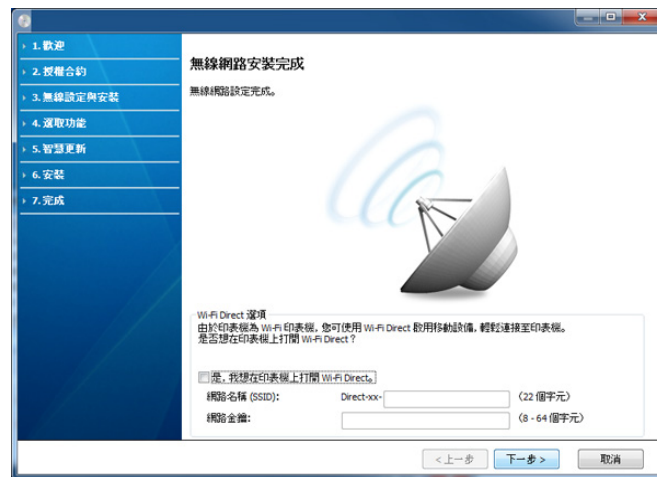 1. 歡迎
2. 授權合約
3. 無線設定與安裝
4. 選取功能
5. 智慧更新
6. 安裝
7. 完成
無線網路安裝完成
無線網路設定完成。
Wi-Fi Direct 選項
由於印表機為 Wi-Fi 印表機, 您可使用 Wi-Fi Direct 取用移動設備, 輕鬆連接至印表機。
是否想在印表機上打開 Wi-Fi Direct？
是, 我想在印表機上打開 Wi-Fi Direct。
網路名稱 (SSID): Direct-xx- (22 個字元)
網路金鑰: (8 - 64 個字元)
<上一步 下一步 > 取消